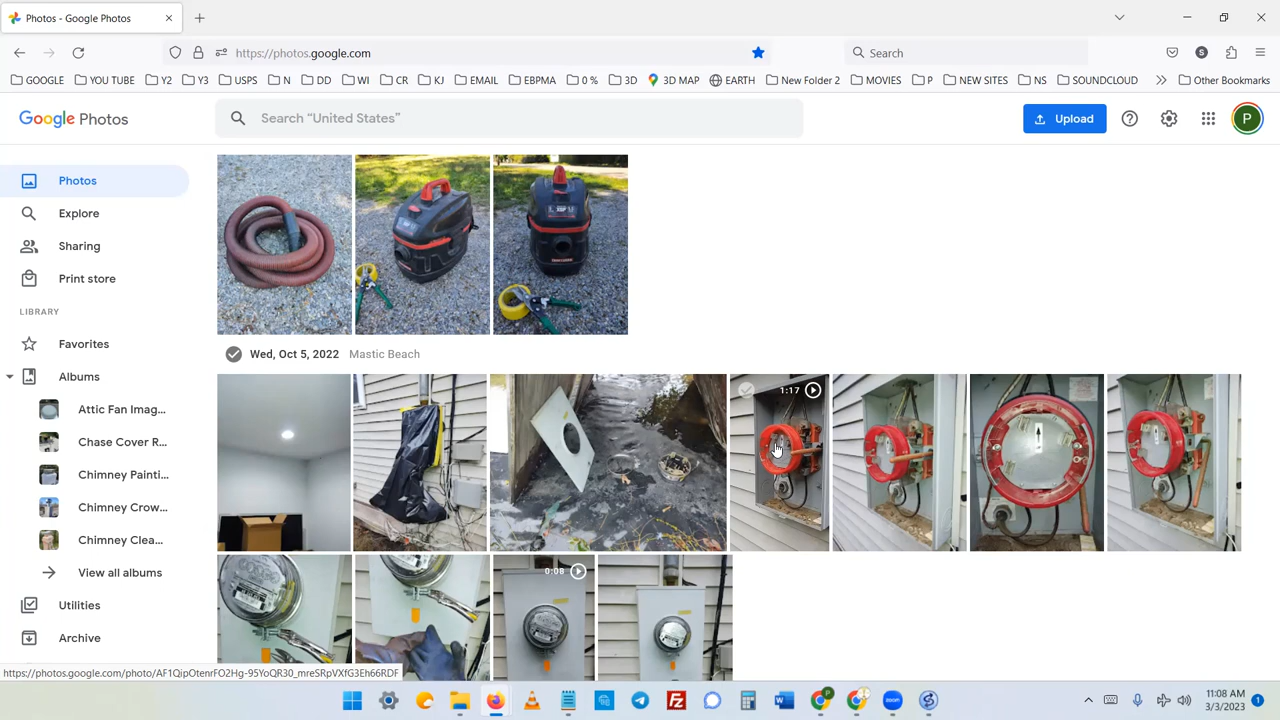 Photos - Google Photos
https://photos.google.com
Search
GOOGLE YOU TUBE Y2 Y3 USPS N DD WI CR KJ EMAIL EBPMA 0 % 3D 3D MAP EARTH New Folder 2 MOVIES P NEW SITES NS SOUNDCLOUD Other Bookmarks
Google Photos
Search “United States”
Upload
P
Photos
Explore
Sharing
Print store
LIBRARY
Favorites
Albums
Attic Fan Imag...
Chase Cover R...
Chimney Painti...
Chimney Crow...
Chimney Clea...
View all albums
Utilities
Archive
Wed, Oct 5, 2022 Mastic Beach
1:17
0:08
https://photos.google.com/photo/AF1QipOtenrFO2Hg-95YoQR30_mreSRpVXfG3Eh66RDF
11:08 AM
3/3/2023